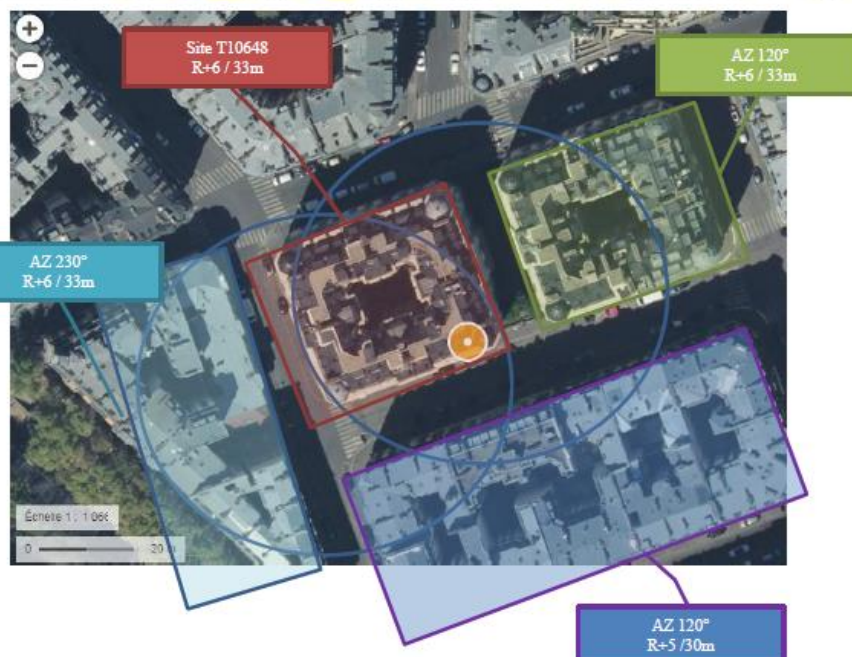 +
−
Site T10648
R+6 / 33m
AZ 120°
R+6 / 33m
AZ 230°
R+6 / 33m
Échelle 1 : 1 066
0 20
AZ 120°
R+5 /30m